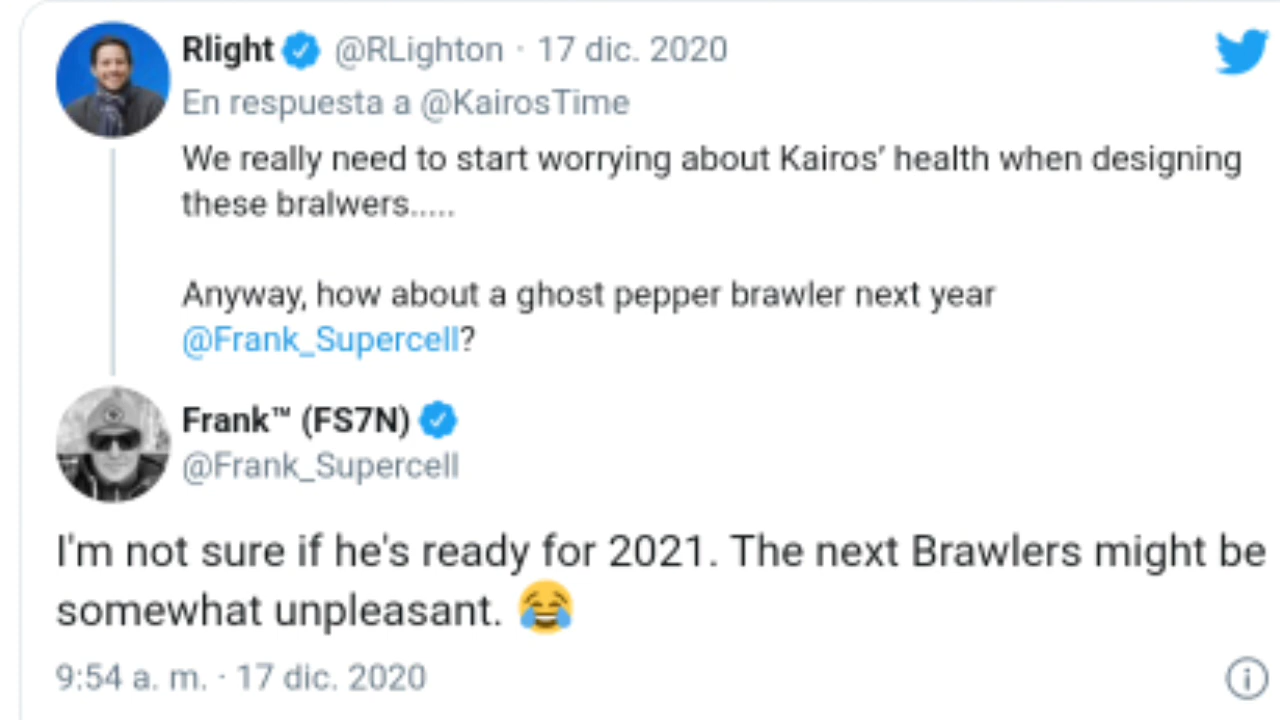 Rlight @RLighton · 17 dic. 2020
En respuesta a @KairosTime
We really need to start worrying about Kairos’ health when designing
these bralwers.....
Anyway, how about a ghost pepper brawler next year
@Frank_Supercell?
Frank™ (FS7N)
@Frank_Supercell
I'm not sure if he's ready for 2021. The next Brawlers might be
somewhat unpleasant. 😂
9:54 a. m. · 17 dic. 2020